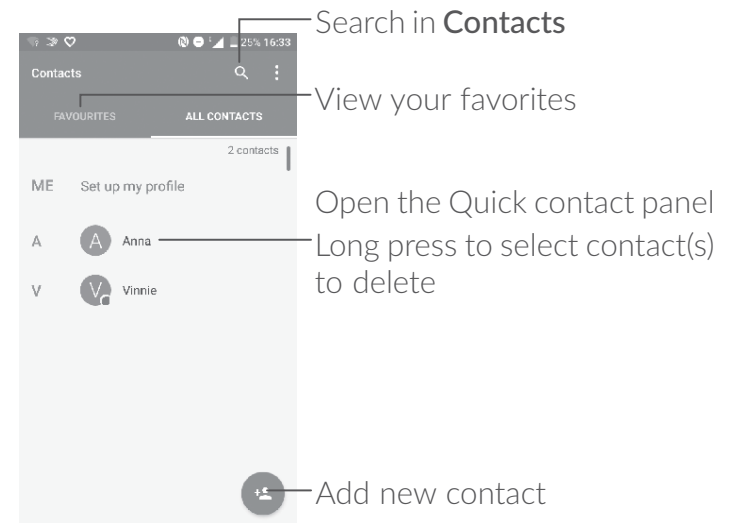 Search in Contacts
25% 16:33
Contacts
View your favorites
FAVOURITES ALL CONTACTS
2 contacts
ME Set up my profile
Open the Quick contact panel
A A Anna
Long press to select contact(s)
to delete
V V Vinnie
Add new contact